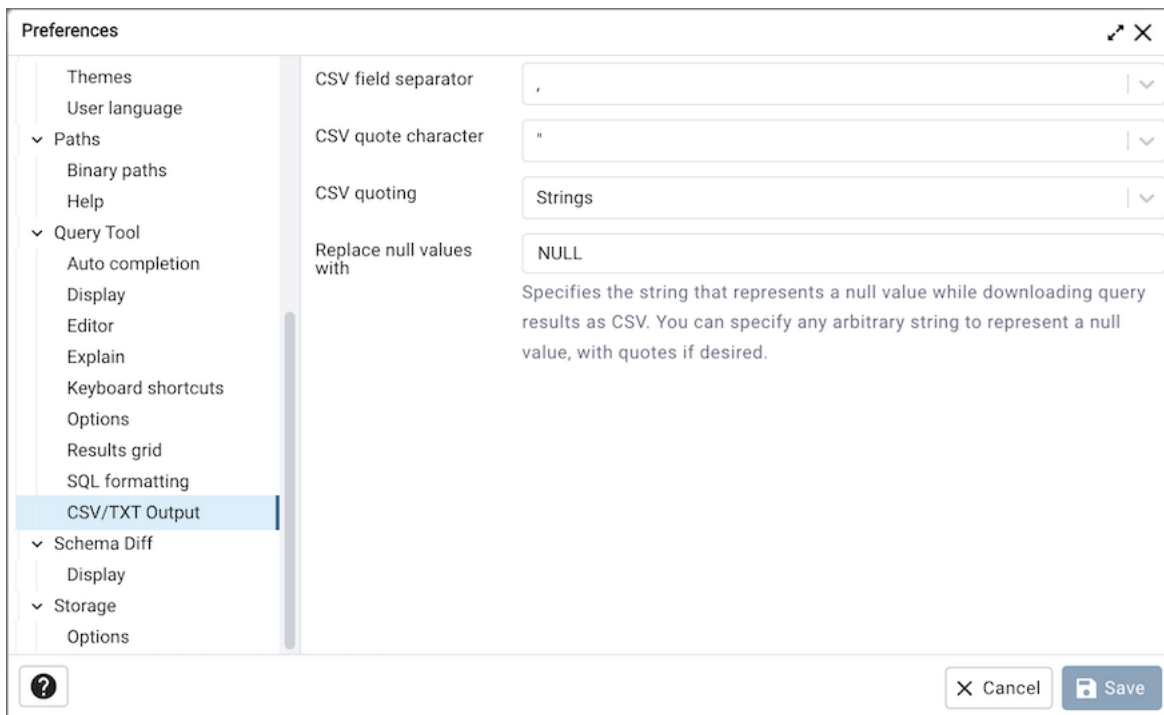 Preferences
Themes
User language
Paths
Binary paths
Help
Query Tool
Auto completion
Display
Editor
Explain
Keyboard shortcuts
Options
Results grid
SQL formatting
CSV/TXT Output
Schema Diff
Display
Storage
Options
CSV field separator
,
CSV quote character
"
CSV quoting
Strings
Replace null values
with
NULL
Specifies the string that represents a null value while downloading query
results as CSV. You can specify any arbitrary string to represent a null
value, with quotes if desired.
?
Cancel
Save